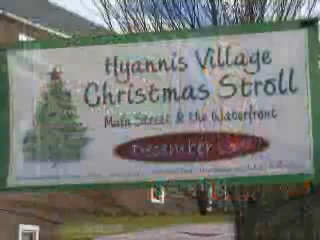 Hyannis Village
Christmas Stroll
Main Street & the Waterfront
December